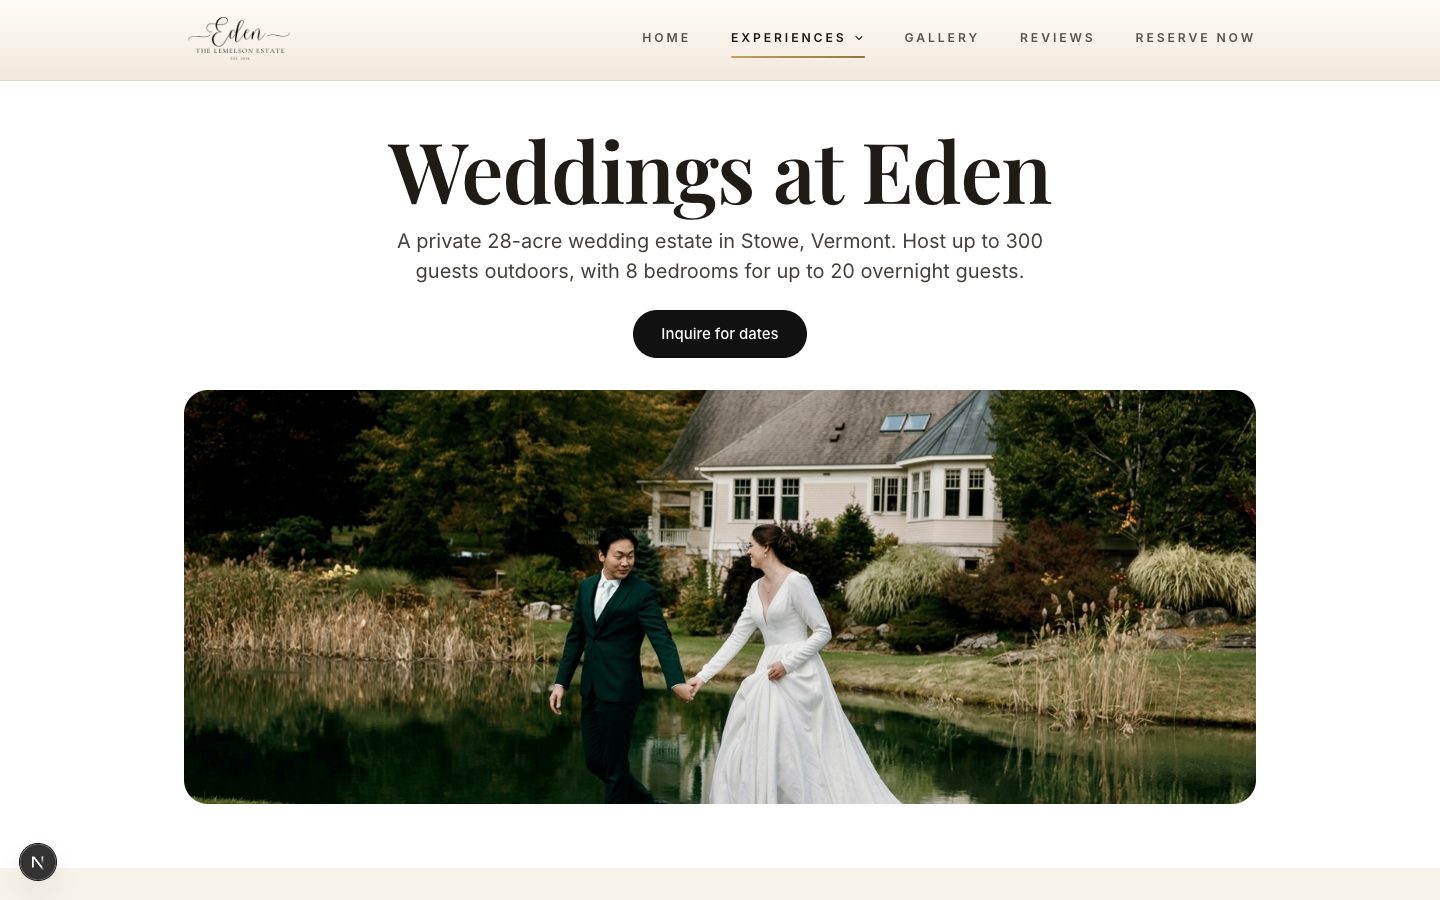 Eden
THE LEMELSON ESTATE
HOME
EXPERIENCES
GALLERY
REVIEWS
RESERVE NOW
Weddings at Eden
A private 28-acre wedding estate in Stowe, Vermont. Host up to 300
guests outdoors, with 8 bedrooms for up to 20 overnight guests.
Inquire for dates
N